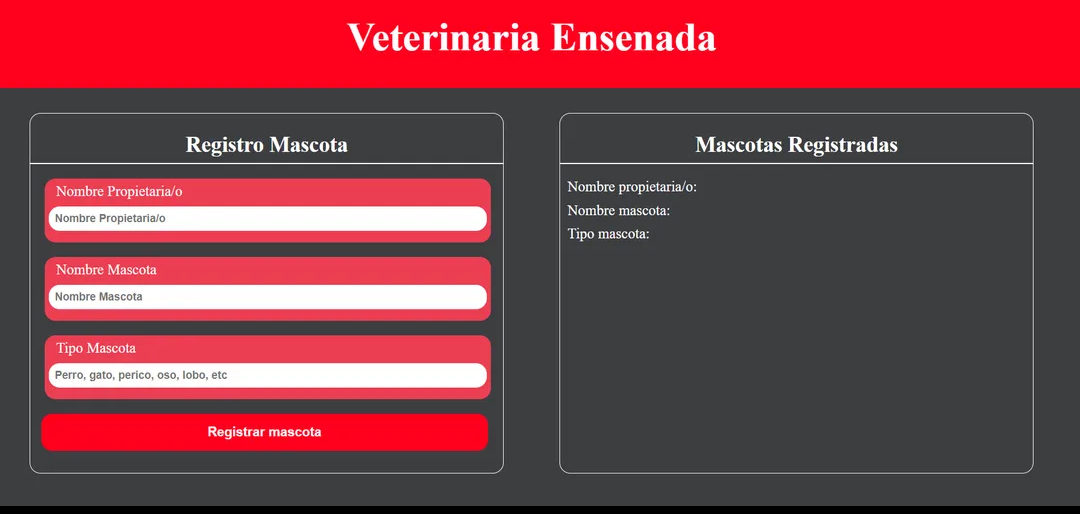 Veterinaria Ensenada
Registro Mascota
Nombre Propietaria/o
Nombre Propietaria/o
Nombre Mascota
Nombre Mascota
Tipo Mascota
Perro, gato, perico, oso, lobo, etc
Registrar mascota
Mascotas Registradas
Nombre propietaria/o:
Nombre mascota:
Tipo mascota: